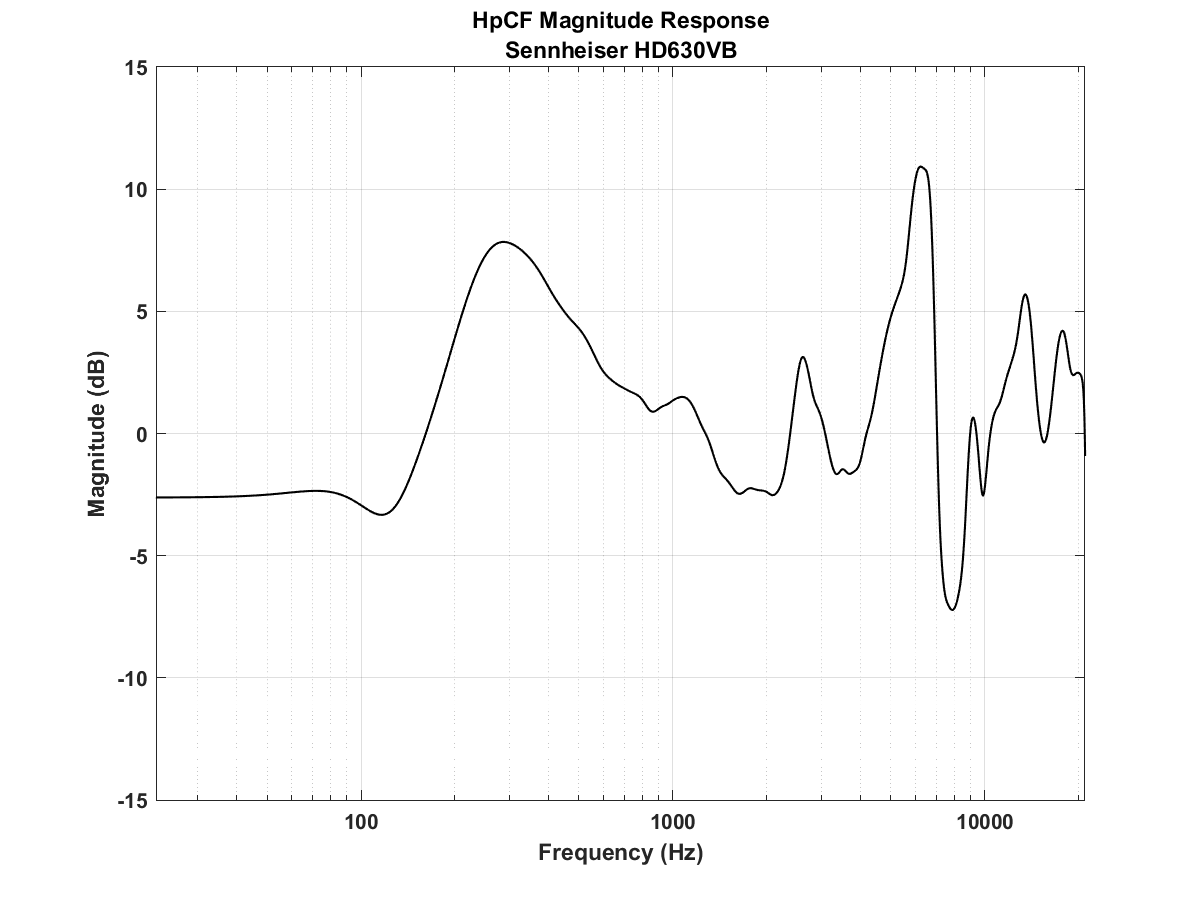 HpCF Magnitude Response
Sennheiser HD630VB
15
10
5
0
-5
-10
-15
Magnitude (dB)
100
1000
10000
Frequency (Hz)